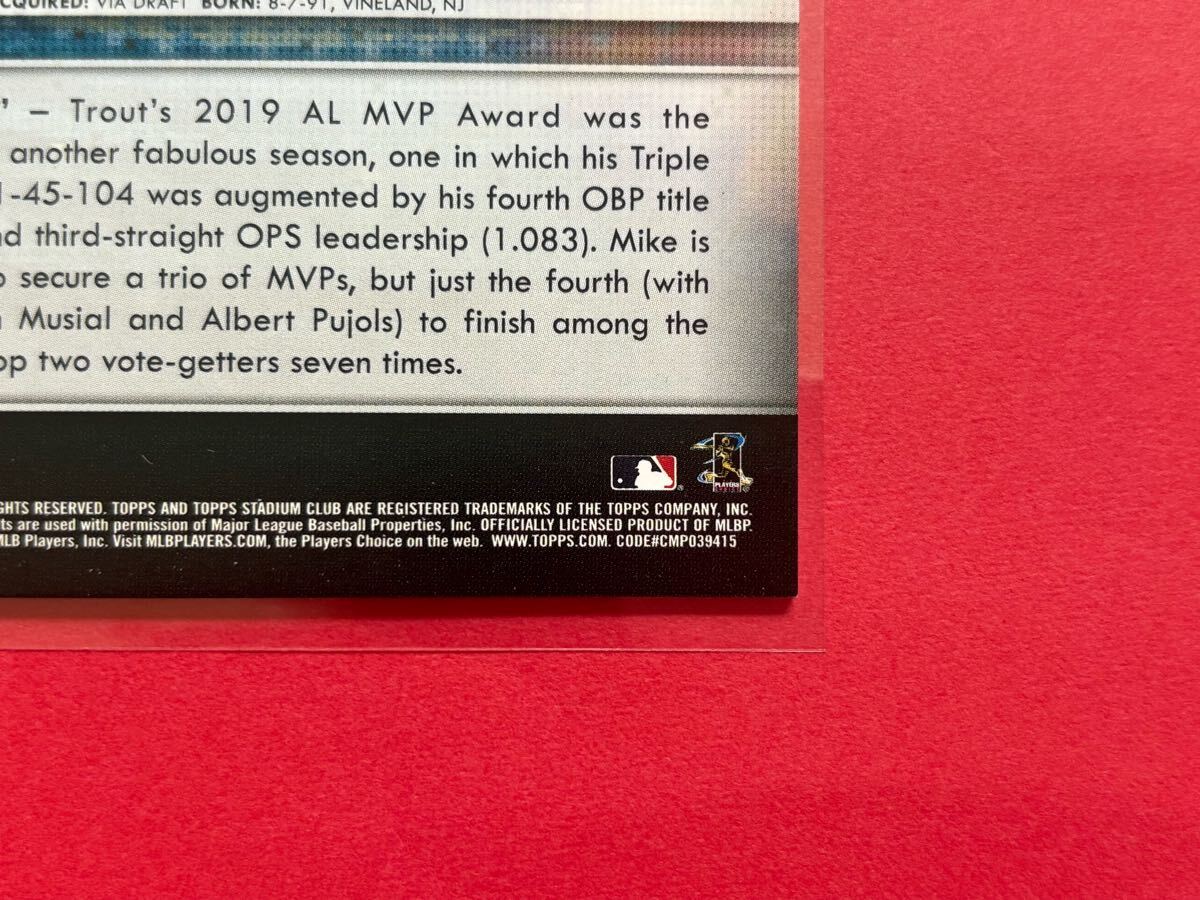 ACQUIRED: VIA DRAFT BORN: 8-7-91, VINELAND, NJ
” – Trout’s 2019 AL MVP Award was the
another fabulous season, one in which his Triple
-45-104 was augmented by his fourth OBP title
third-straight OPS leadership (1.083). Mike is
secure a trio of MVPs, but just the fourth (with
Musial and Albert Pujols) to finish among the
two vote-getters seven times.
PLAYERS
RESERVED. TOPPS AND TOPPS STADIUM CLUB ARE REGISTERED TRADEMARKS OF THE TOPPS COMPANY, INC.
are used with permission of Major League Baseball Properties, Inc. OFFICIALLY LICENSED PRODUCT OF MLBP.
MLB Players, Inc. Visit MLBPLAYERS.COM, the Players Choice on the web. WWW.TOPPS.COM. CODE#CMP039415